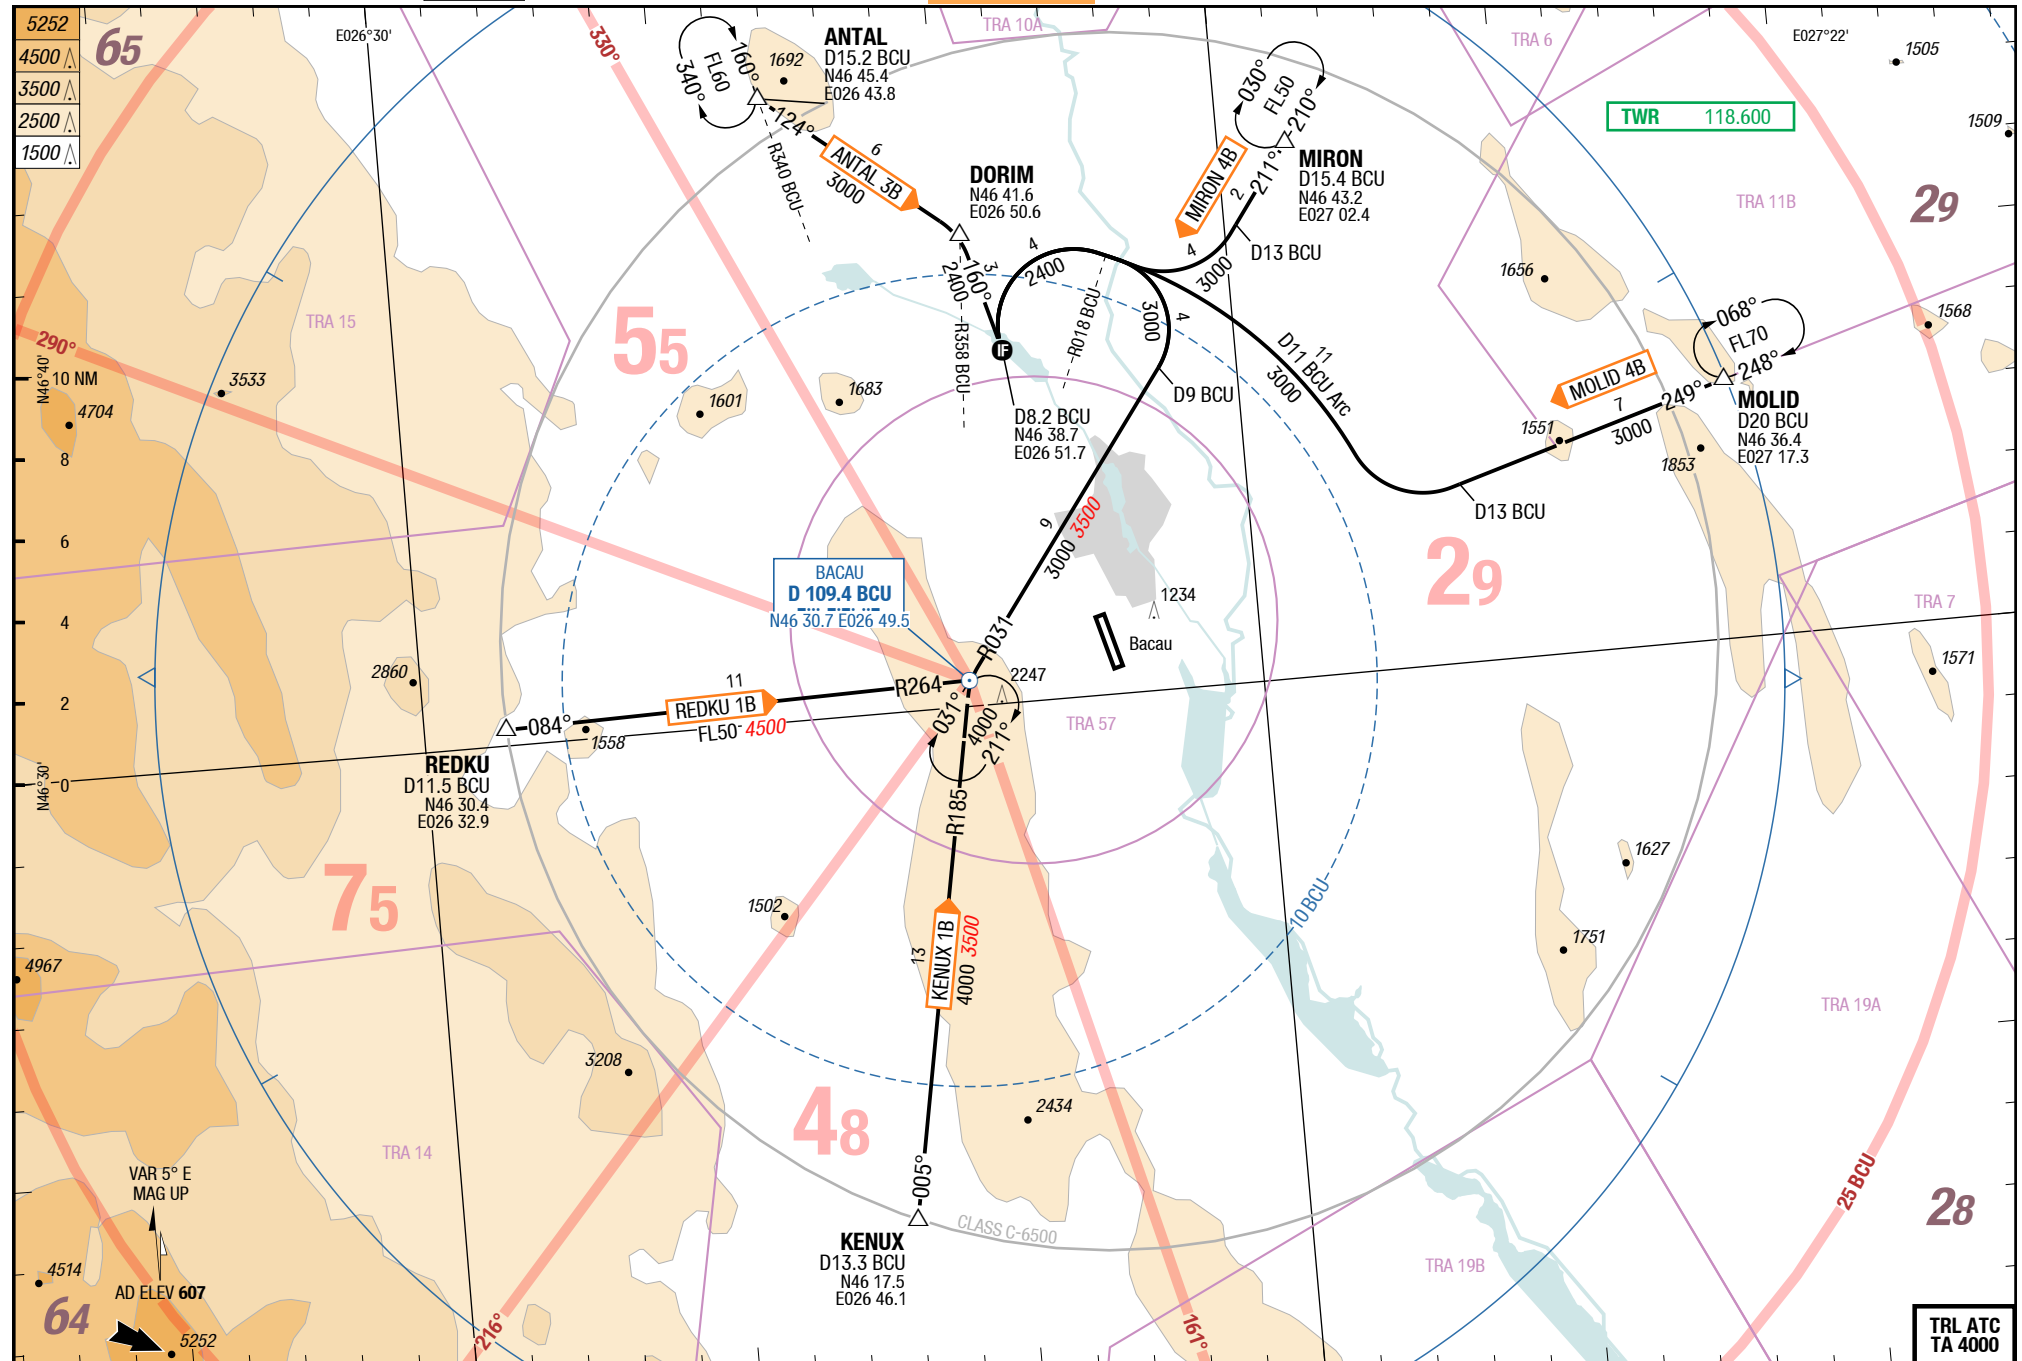 5252
4500
3500
2500
1500
65
E026°30'
330°
160°
340°
FL60
1692
ANTAL
D15.2 BCU
N46 45.4
E026 43.8
124°
R340 BCU
6
ANTAL 3B
3000
TRA 10A
DORIM
N46 41.6
E026 50.6
030°
FL50
210°
MIRON 4B
211°
2
MIRON
D15.4 BCU
N46 43.2
E027 02.4
D13 BCU
4
3000
TRA 6
E027°22'
1505
TWR 118.600
1509
TRA 11B
29
1656
1568
TRA 15
55
290°
N46°40'
10 NM
3533
4704
1601
1683
3
160°
2400
R358 BCU
4
2400
IF
R018 BCU
3000
4
D9 BCU
D8.2 BCU
N46 38.7
E026 51.7
11
D11 BCU Arc
3000
068°
FL70
248°
MOLID 4B
249°
7
3000
MOLID
D20 BCU
N46 36.4
E027 17.3
1551
1853
D13 BCU
8
6
4
2
0
N46°30'
9
3000 3500
29
BACAU
D 109.4 BCU
N46 30.7 E026 49.5
1234
Bacau
R031
TRA 7
1571
2860
11
REDKU 1B
R264
084°
FL50 4500
1558
REDKU
D11.5 BCU
N46 30.4
E026 32.9
2247
031°
4000
211°
TRA 57
R185
75
1502
13
KENUX 1B
4000 3500
10 BCU
1627
1751
TRA 19A
4967
3208
48
2434
TRA 14
005°
KENUX
D13.3 BCU
N46 17.5
E026 46.1
CLASS C-6500
VAR 5° E
MAG UP
AD ELEV 607
4514
64
5252
216°
161°
TRA 19B
25 BCU
28
TRL ATC
TA 4000